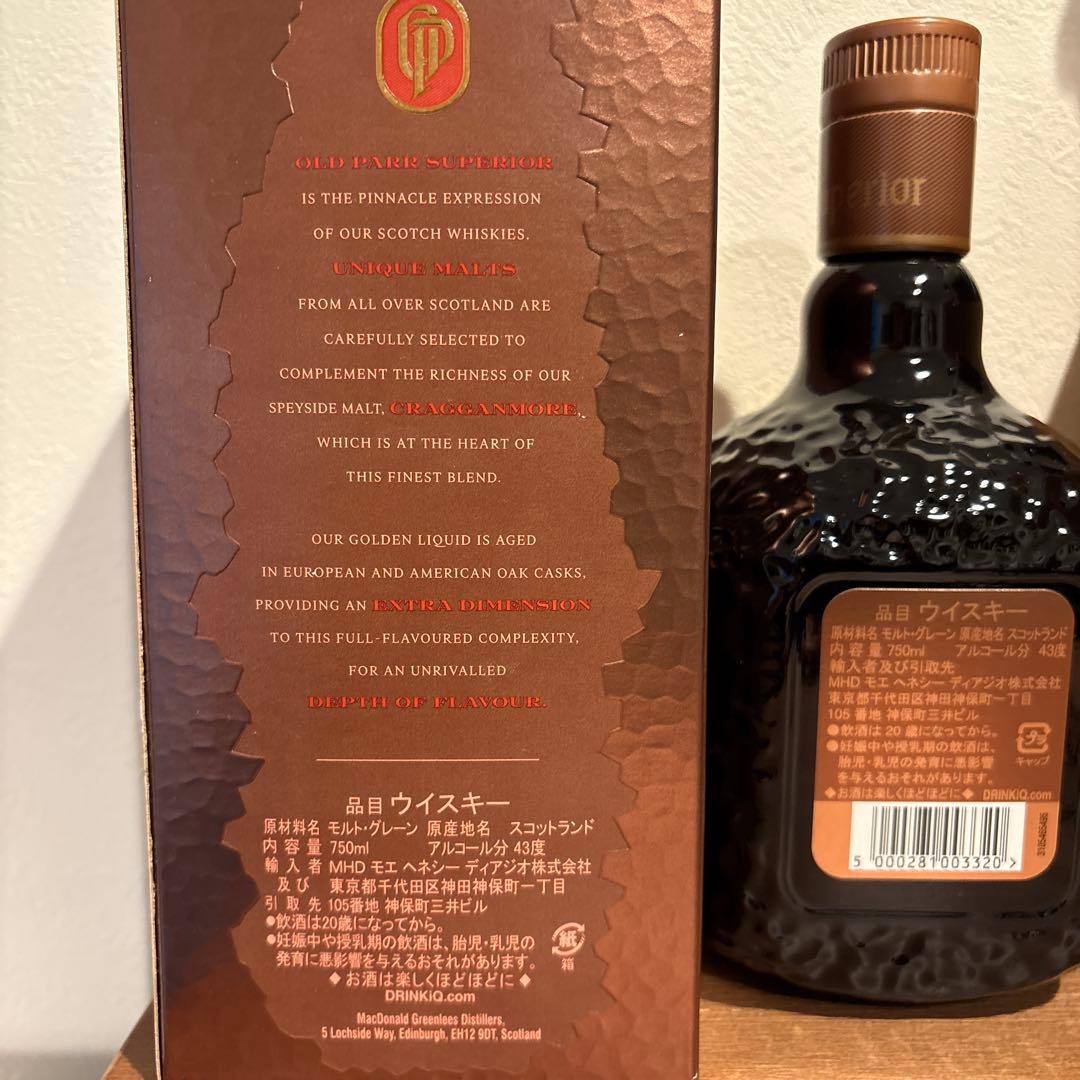 GP
OLD PARR SUPERIOR
IS THE PINNACLE EXPRESSION
OF OUR SCOTCH WHISKIES.
UNIQUE MALTS
FROM ALL OVER SCOTLAND ARE
CAREFULLY SELECTED TO
COMPLEMENT THE RICHNESS OF OUR
SPEYSIDE MALT, CRAGGANMORE,
WHICH IS AT THE HEART OF
THIS FINEST BLEND.
OUR GOLDEN LIQUID IS AGED
IN EUROPEAN AND AMERICAN OAK CASKS,
PROVIDING AN EXTRA DIMENSION
TO THIS FULL-FLAVOURED COMPLEXITY,
FOR AN UNRIVALLED
DEPTH OF FLAVOUR.
品目 ウイスキー
原材料名 モルト・グレーン 原産地名 スコットランド
内容量 750ml アルコール分 43度
輸入者 MHD モエ ヘネシー ディアジオ株式会社
及び 東京都千代田区神田神保町一丁目
引取先 105番地 神保町三井ビル
●飲酒は20歳になってから。
●妊娠中や授乳期の飲酒は、胎児・乳児の
発育に悪影響を与えるおそれがあります。
◆ お酒は楽しくほどほどに ◆
DRINKiQ.com
紙
箱
MacDonald Greenlees Distillers,
5 Lochside Way, Edinburgh, EH12 9DT, Scotland
perior
品目 ウイスキー
原材料名 モルト・グレーン 原産地名 スコットランド
内容量 750ml アルコール分 43度
輸入者及び引取先
MHD モエ ヘネシー ディアジオ株式会社
東京都千代田区神田神保町一丁目
105 番地 神保町三井ビル
●飲酒は 20 歳になってから。
●妊娠中や授乳期の飲酒は、
胎児・乳児の発育に悪影響
を与えるおそれがあります。
プラ
キャップ
◆お酒は楽しくほどほどに◆ DRINKiQ.com
5 000281 003320 >